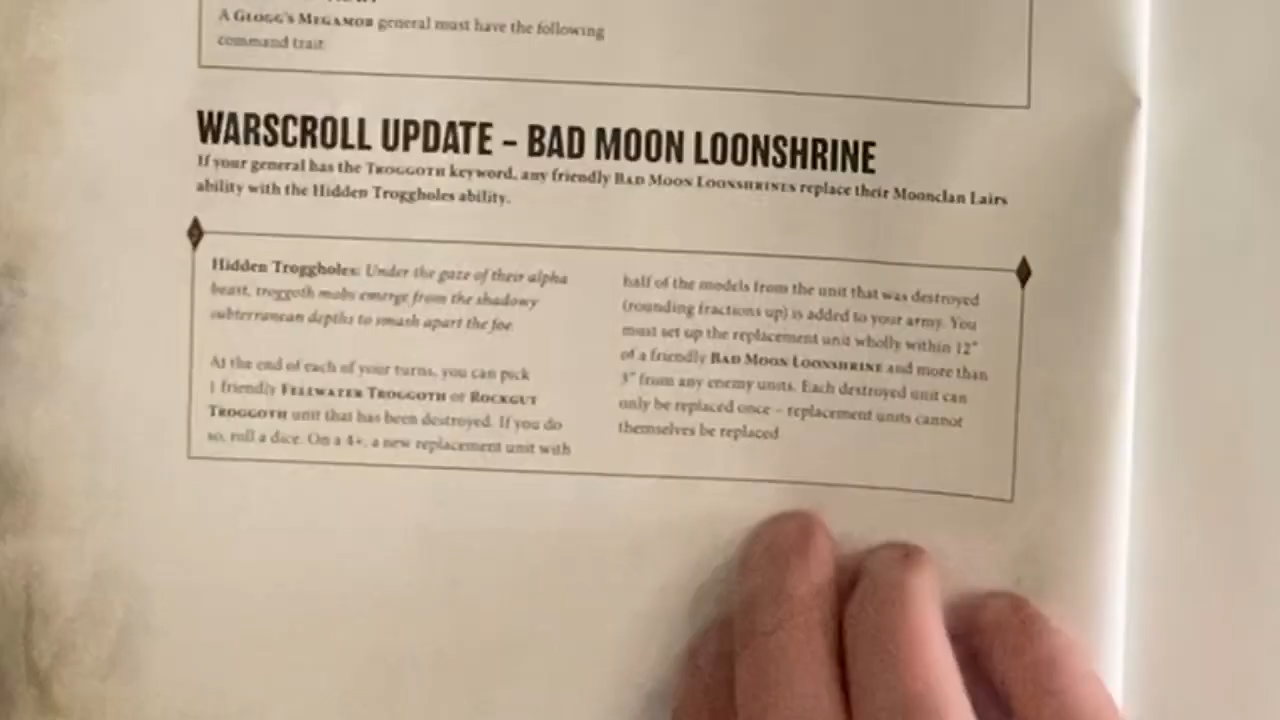 A GLOGG'S MEGAMOB general must have the following
command trait
WARSCROLL UPDATE – BAD MOON LOONSHRINE
If your general has the TROGGOTH keyword, any friendly BAD MOON LOONSHRINES replace their Moonclan Lairs
ability with the Hidden Troggholes ability.
Hidden Troggholes: Under the gaze of their alpha
beast, troggoth mobs emerge from the shadowy
subterranean depths to smash apart the foe
At the end of each of your turns, you can pick
1 friendly FELLWATER TROGGOTH or ROCKGUT
TROGGOTH unit that has been destroyed. If you do
so, roll a dice. On a 4+, a new replacement unit with
half of the models from the unit that was destroyed
(rounding fractions up) is added to your army. You
must set up the replacement unit wholly within 12"
of a friendly BAD MOON LOONSHRINE and more than
3" from any enemy units. Each destroyed unit can
only be replaced once – replacement units cannot
themselves be replaced